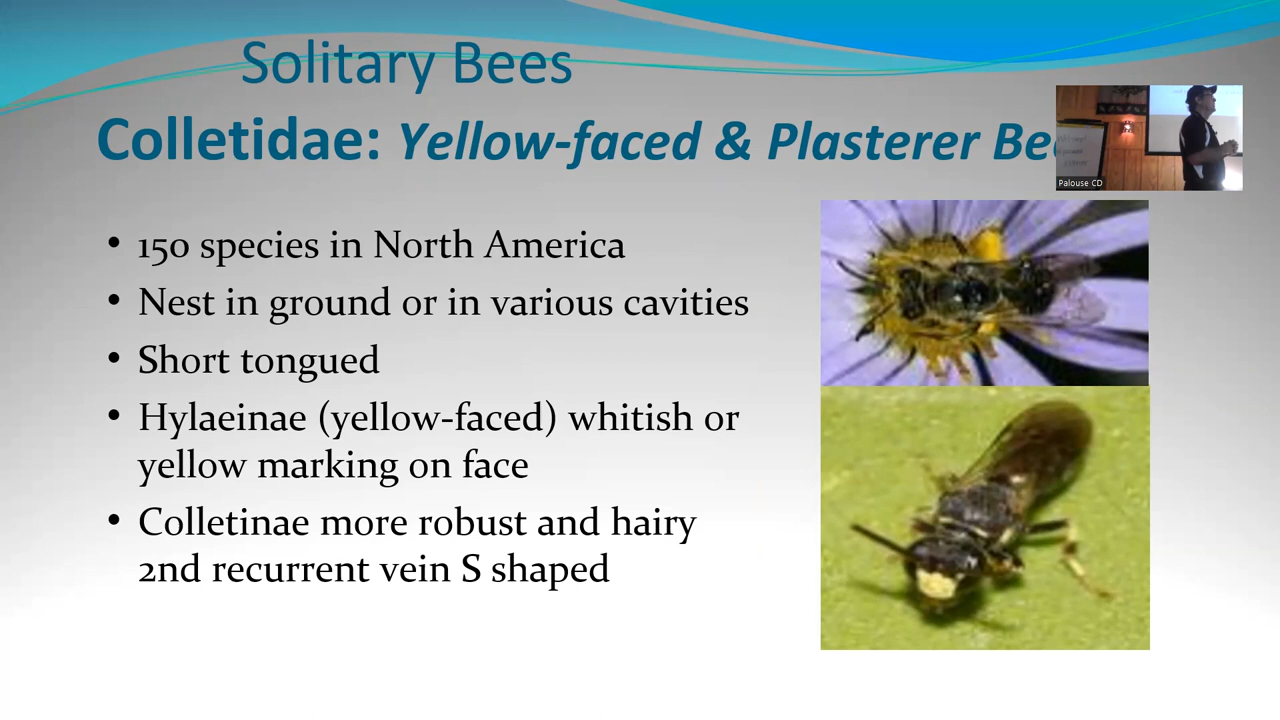 Solitary Bees
Colletidae: Yellow-faced & Plasterer
Palouse CD
• 150 species in North America
• Nest in ground or in various cavities
• Short tongued
• Hylaeinae (yellow-faced) whitish or
yellow marking on face
• Colletinae more robust and hairy
2nd recurrent vein S shaped